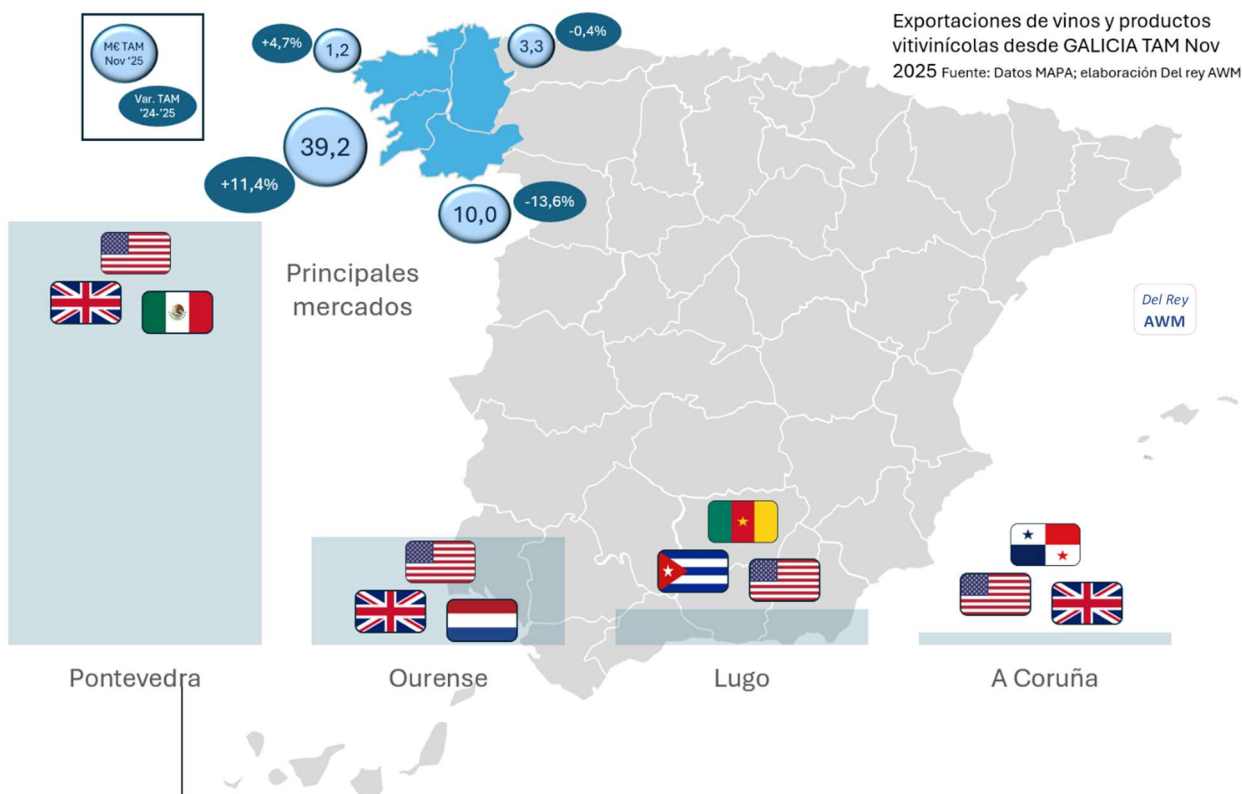 M€ TAM
Nov ‘25
Var. TAM
’24-’25
+4,7%
1,2
3,3
-0,4%
Exportaciones de vinos y productos
vitivinícolas desde GALICIA TAM Nov
2025 Fuente: Datos MAPA; elaboración Del rey AWM
39,2
+11,4%
10,0
-13,6%
Principales
mercados
Del Rey
AWM
Pontevedra
Ourense
Lugo
A Coruña